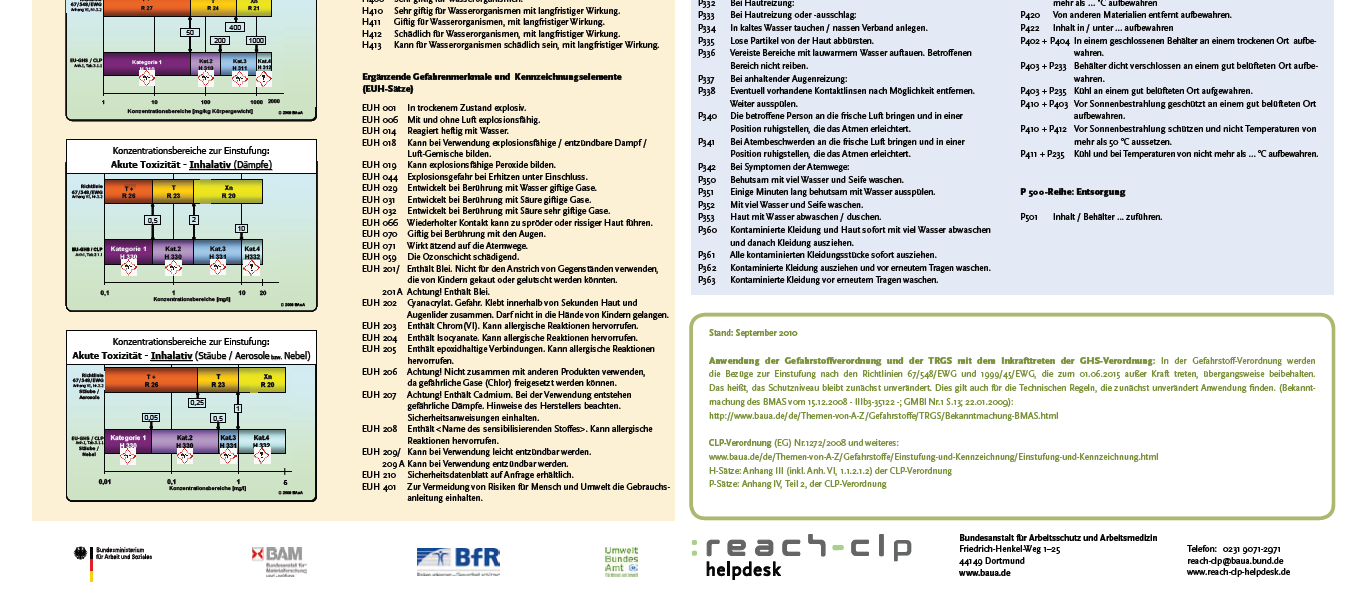 67/548/EWG
R 27
R 24
R 21
50
400
200
1000
EU-GHS / CLP
Kategorie 1
Kat.2
Kat.3
Kat.4
H 310
H 311
H 312
1
10
100
1000
2000
Konzentrationsbereiche [mg/kg Körpergewicht]
© 2009 BAuA
Konzentrationsbereiche zur Einstufung:
Akute Toxizität - Inhalativ (Dämpfe)
Richtlinie
67/548/EWG
T+
R 26
T
R 23
Xn
R 20
0,5
2
10
EU-GHS / CLP
Kategorie 1
H 330
Kat.2
H 330
Kat.3
H 331
Kat.4
H332
0,1
1
10
20
Konzentrationsbereiche [mg/l]
© 2009 BAuA
Konzentrationsbereiche zur Einstufung:
Akute Toxizität - Inhalativ (Stäube / Aerosole bzw. Nebel)
Richtlinie
67/548/EWG
Stäube /
Aerosole
T+
R 26
T
R 23
Xn
R 20
0,25
1
0,05
0,5
EU-GHS / CLP
Stäube /
Nebel
Kategorie 1
H 330
Kat.2
H 330
Kat.3
H 331
Kat.4
H 332
0,01
0,1
1
5
Konzentrationsbereiche [mg/l]
© 2009 BAuA
H410 Sehr giftig für Wasserorganismen mit langfristiger Wirkung.
H411 Giftig für Wasserorganismen, mit langfristiger Wirkung.
H412 Schädlich für Wasserorganismen, mit langfristiger Wirkung.
H413 Kann für Wasserorganismen schädlich sein, mit langfristiger Wirkung.
Ergänzende Gefahrenmerkmale und Kennzeichnungselemente
(EUH-Sätze)
EUH 001 In trockenem Zustand explosiv.
EUH 006 Mit und ohne Luft explosionsfähig.
EUH 014 Reagiert heftig mit Wasser.
EUH 018 Kann bei Verwendung explosionsfähige / entzündbare Dampf /
Luft-Gemische bilden.
EUH 019 Kann explosionsfähige Peroxide bilden.
EUH 044 Explosionsgefahr bei Erhitzen unter Einschluss.
EUH 029 Entwickelt bei Berührung mit Wasser giftige Gase.
EUH 031 Entwickelt bei Berührung mit Säure giftige Gase.
EUH 032 Entwickelt bei Berührung mit Säure sehr giftige Gase.
EUH 066 Wiederholter Kontakt kann zu spröder oder rissiger Haut führen.
EUH 070 Giftig bei Berührung mit den Augen.
EUH 071 Wirkt ätzend auf die Atemwege.
EUH 059 Die Ozonschicht schädigend.
EUH 201/ Enthält Blei. Nicht für den Anstrich von Gegenständen verwenden,
die von Kindern gekaut oder gelutscht werden könnten.
201A Achtung! Enthält Blei.
EUH 202 Cyanacrylat. Gefahr. Klebt innerhalb von Sekunden Haut und
Augenlider zusammen. Darf nicht in die Hände von Kindern gelangen.
EUH 203 Enthält Chrom(VI). Kann allergische Reaktionen hervorrufen.
EUH 204 Enthält Isocyanate. Kann allergische Reaktionen hervorrufen.
EUH 205 Enthält epoxidhaltige Verbindungen. Kann allergische Reaktionen
hervorrufen.
EUH 206 Achtung! Nicht zusammen mit anderen Produkten verwenden,
da gefährliche Gase (Chlor) freigesetzt werden können.
EUH 207 Achtung! Enthält Cadmium. Bei der Verwendung entstehen
gefährliche Dämpfe. Hinweise des Herstellers beachten.
Sicherheitsanweisungen einhalten.
EUH 208 Enthält <Name des sensibilisierenden Stoffes>. Kann allergische
Reaktionen hervorrufen.
EUH 209/ Kann bei Verwendung leicht entzündbar werden.
209A Kann bei Verwendung entzündbar werden.
EUH 210 Sicherheitsdatenblatt auf Anfrage erhältlich.
EUH 401 Zur Vermeidung von Risiken für Mensch und Umwelt die Gebrauchs-
anleitung einhalten.
P332 Bei Hautreizung:
P333 Bei Hautreizung oder -ausschlag:
P334 In kaltes Wasser tauchen / nassen Verband anlegen.
P335 Lose Partikel von der Haut abbürsten.
P336 Vereiste Bereiche mit lauwarmem Wasser auftauen. Betroffenen
Bereich nicht reiben.
P337 Bei anhaltender Augenreizung:
P338 Eventuell vorhandene Kontaktlinsen nach Möglichkeit entfernen.
Weiter ausspülen.
P340 Die betroffene Person an die frische Luft bringen und in einer
Position ruhigstellen, die das Atmen erleichtert.
P341 Bei Atembeschwerden an die frische Luft bringen und in einer
Position ruhigstellen, die das Atmen erleichtert.
P342 Bei Symptomen der Atemwege:
P350 Behutsam mit viel Wasser und Seife waschen.
P351 Einige Minuten lang behutsam mit Wasser ausspülen.
P352 Mit viel Wasser und Seife waschen.
P353 Haut mit Wasser abwaschen / duschen.
P360 Kontaminierte Kleidung und Haut sofort mit viel Wasser abwaschen
und danach Kleidung ausziehen.
P361 Alle kontaminierten Kleidungsstücke sofort ausziehen.
P362 Kontaminierte Kleidung ausziehen und vor erneutem Tragen waschen.
P363 Kontaminierte Kleidung vor erneutem Tragen waschen.
mehr als ... °C aufbewahren
P420 Von anderen Materialien entfernt aufbewahren.
P422 Inhalt in / unter ... aufbewahren
P402 + P404 In einem geschlossenen Behälter an einem trockenen Ort aufbe-
wahren.
P403 + P233 Behälter dicht verschlossen an einem gut belüfteten Ort aufbe-
wahren.
P403 + P235 Kühl an einem gut belüfteten Ort aufgewahren.
P410 + P403 Vor Sonnenbestrahlung geschützt an einem gut belüfteten Ort
aufbewahren.
P410 + P412 Vor Sonnenbestrahlung schützen und nicht Temperaturen von
mehr als 50 °C aussetzen.
P411 + P235 Kühl und bei Temperaturen von nicht mehr als ... °C aufbewahren.
P 500-Reihe: Entsorgung
P501 Inhalt / Behälter ... zuführen.
Stand: September 2010
Anwendung der Gefahrstoffverordnung und der TRGS mit dem Inkrafttreten der GHS-Verordnung: In der Gefahrstoff-Verordnung werden
die Bezüge zur Einstufung nach den Richtlinien 67/548/EWG und 1999/45/EWG, die zum 01.06.2015 außer Kraft treten, übergangsweise beibehalten.
Das heißt, das Schutzniveau bleibt zunächst unverändert. Dies gilt auch für die Technischen Regeln, die zunächst unverändert Anwendung finden. (Bekannt-
machung des BMAS vom 15.12.2008 - IIIb3-35122 -; GMBl Nr.1 S.13; 22.01.2009):
http://www.baua.de/de/Themen-von-A-Z/Gefahrstoffe/TRGS/Bekanntmachung-BMAS.html
CLP-Verordnung (EG) Nr.1272/2008 und weiteres:
www.baua.de/de/Themen-von-A-Z/Gefahrstoffe/Einstufung-und-Kennzeichnung/Einstufung-und-Kennzeichnung.html
H-Sätze: Anhang III (inkl. Anh. VI, 1.1.2.1.2) der CLP-Verordnung
P-Sätze: Anhang IV, Teil 2, der CLP-Verordnung
Bundesministerium
für Arbeit und Soziales
BAM
Bundesanstalt für
Materialforschung
und -prüfung
BfR
Umwelt
Bundes
Amt
reach-clp
helpdesk
Bundesanstalt für Arbeitsschutz und Arbeitsmedizin
Friedrich-Henkel-Weg 1–25
44149 Dortmund
www.baua.de
Telefon: 0231 9071-2971
reach-clp@baua.bund.de
www.reach-clp-helpdesk.de